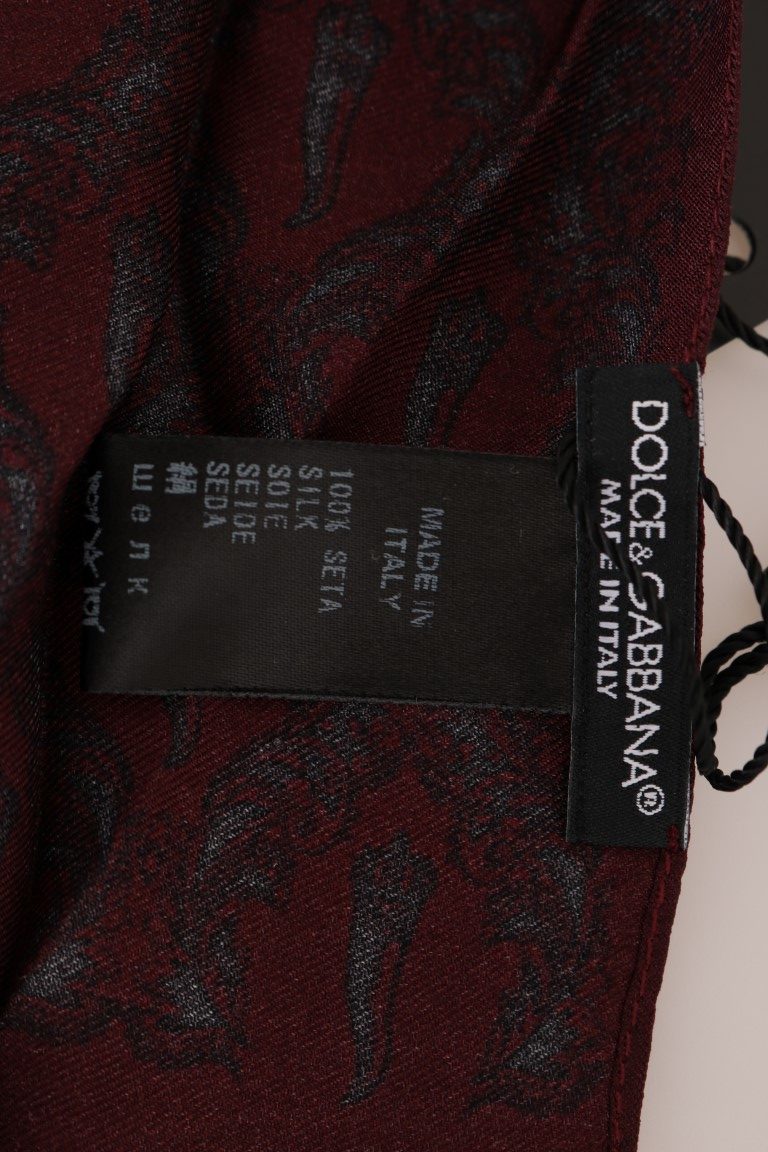 DOLCE & GABBANA®
MADE IN ITALY
MADE IN
ITALY
100% SETA
SILK
SOIE
SEIDE
SEDA
絹
шелк